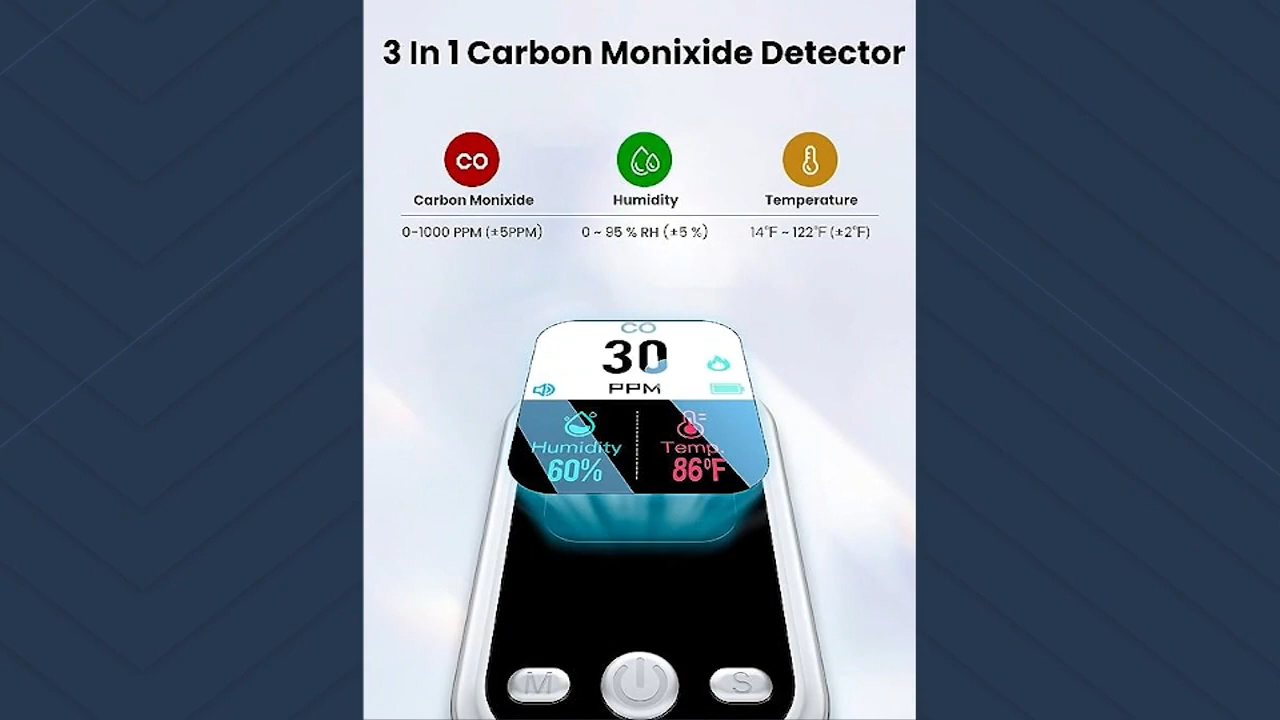 3 In 1 Carbon Monixide Detector
CO
Carbon Monixide Humidity Temperature
0-1000 PPM (±5PPM) 0 ~ 95 % RH (±5 %) 14°F ~ 122°F (±2°F)
CO
30
PPM
Humidity Temp.
60% 86°F
M S